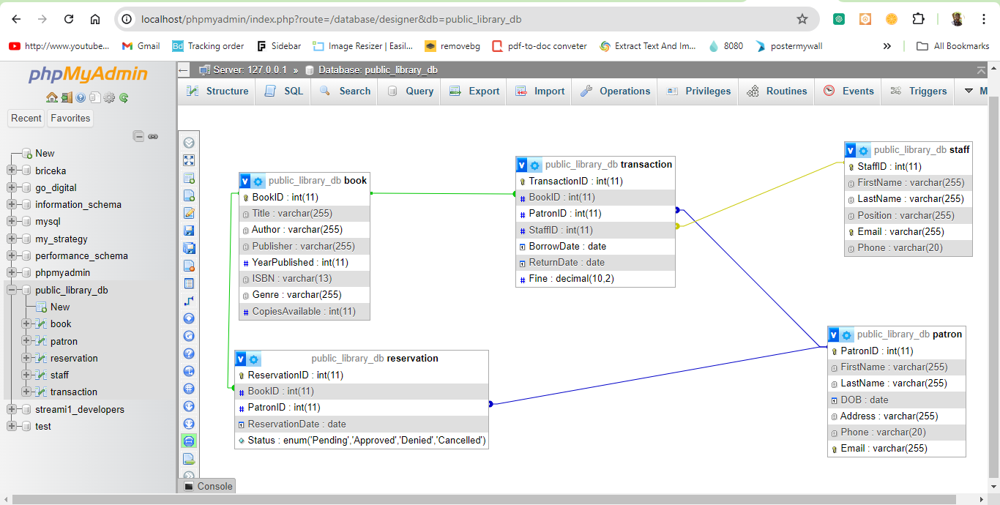 localhost/phpmyadmin/index.php?route=/database/designer&db=public_library_db
http://www.youtube... Gmail Tracking order Sidebar Image Resizer | Easil... removebg pdf-to-doc conveter Extract Text And Im... 8080 postermywall » All Bookmarks
phpMyAdmin
Recent Favorites
New
briceka
go_digital
information_schema
mysql
my_strategy
performance_schema
phpmyadmin
public_library_db
New
book
patron
reservation
staff
transaction
streami1_developers
test
Server: 127.0.0.1 » Database: public_library_db
Structure SQL Search Query Export Import Operations Privileges Routines Events Triggers M
public_library_db book
BookID : int(11)
Title : varchar(255)
Author : varchar(255)
Publisher : varchar(255)
YearPublished : int(11)
ISBN : varchar(13)
Genre : varchar(255)
CopiesAvailable : int(11)
public_library_db transaction
TransactionID : int(11)
BookID : int(11)
PatronID : int(11)
StaffID : int(11)
BorrowDate : date
ReturnDate : date
Fine : decimal(10,2)
public_library_db staff
StaffID : int(11)
FirstName : varchar(255)
LastName : varchar(255)
Position : varchar(255)
Email : varchar(255)
Phone : varchar(20)
public_library_db reservation
ReservationID : int(11)
BookID : int(11)
PatronID : int(11)
ReservationDate : date
Status : enum('Pending','Approved','Denied','Cancelled')
public_library_db patron
PatronID : int(11)
FirstName : varchar(255)
LastName : varchar(255)
DOB : date
Address : varchar(255)
Phone : varchar(20)
Email : varchar(255)
Console